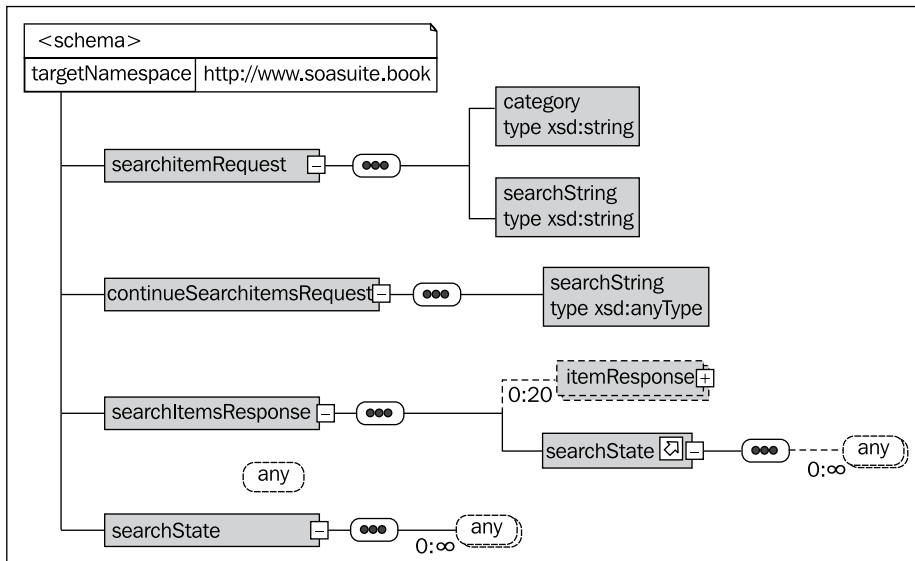 <schema>
targetNamespace http://www.soasuite.book
category
type xsd:string
searchitemRequest
searchString
type xsd:string
continueSearchitemsRequest
searchString
type xsd:anyType
itemResponse
0:20
searchItemsResponse
searchState
any
0:∞
any
searchState
any
0:∞